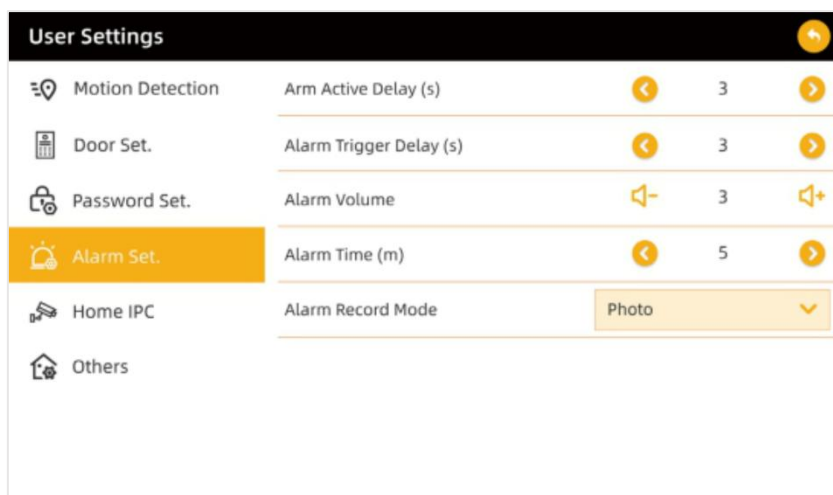 User Settings
Motion Detection
Door Set.
Password Set.
Alarm Set.
Home IPC
Others
Arm Active Delay (s) 3
Alarm Trigger Delay (s) 3
Alarm Volume 3
Alarm Time (m) 5
Alarm Record Mode Photo